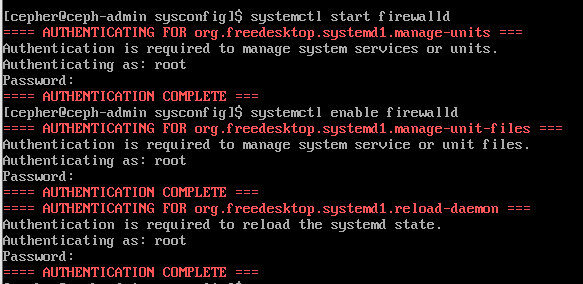 [cepher@ceph-admin sysconfig]$ systemctl start firewalld
==== AUTHENTICATING FOR org.freedesktop.systemd1.manage-units ===
Authentication is required to manage system services or units.
Authenticating as: root
Password:
==== AUTHENTICATION COMPLETE ===
[cepher@ceph-admin sysconfig]$ systemctl enable firewalld
==== AUTHENTICATING FOR org.freedesktop.systemd1.manage-unit-files ===
Authentication is required to manage system service or unit files.
Authenticating as: root
Password:
==== AUTHENTICATION COMPLETE ===
==== AUTHENTICATING FOR org.freedesktop.systemd1.reload-daemon ===
Authentication is required to reload the systemd state.
Authenticating as: root
Password:
==== AUTHENTICATION COMPLETE ===